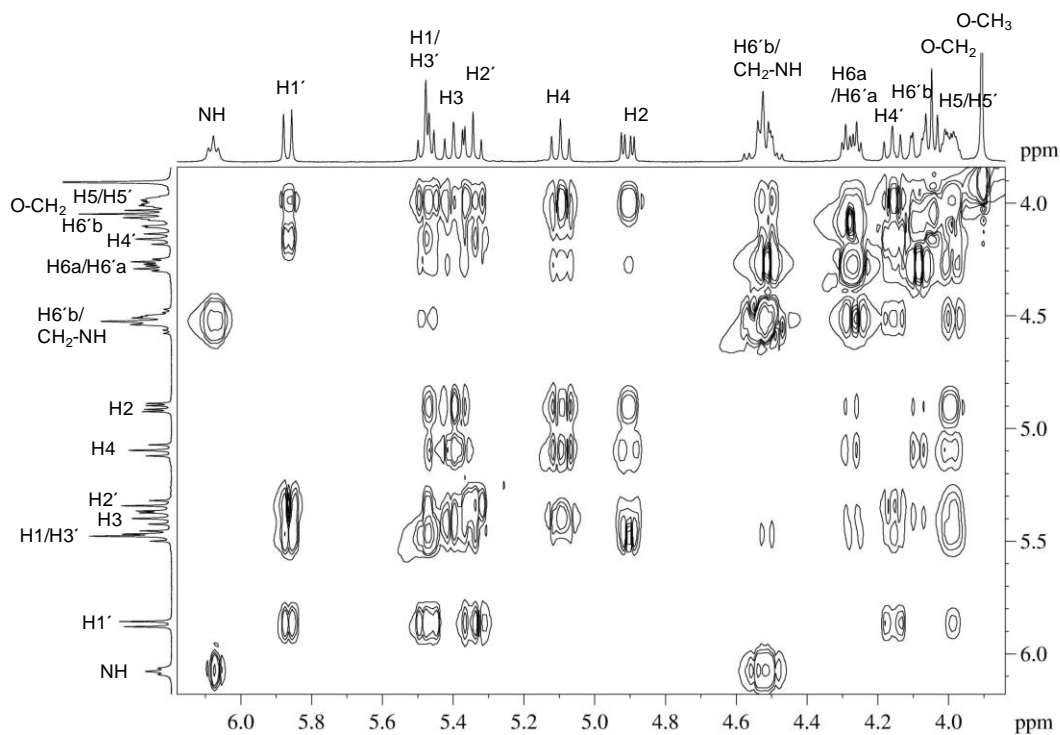 O-CH₃
H1/
H3´
H6´b/
CH₂-NH
O-CH₂
H6a
/H6´a
H6´b
H1´
H2´
H3
H4
H2
H4´
H5/H5´
NH
ppm
H5/H5´
O-CH₂
H6´b
H4´
H6a/H6´a
H6´b/
CH₂-NH
H2
H4
H2´
H3
H1/H3´
H1´
NH
4.0
4.5
5.0
5.5
6.0
6.0 5.8 5.6 5.4 5.2 5.0 4.8 4.6 4.4 4.2 4.0 ppm